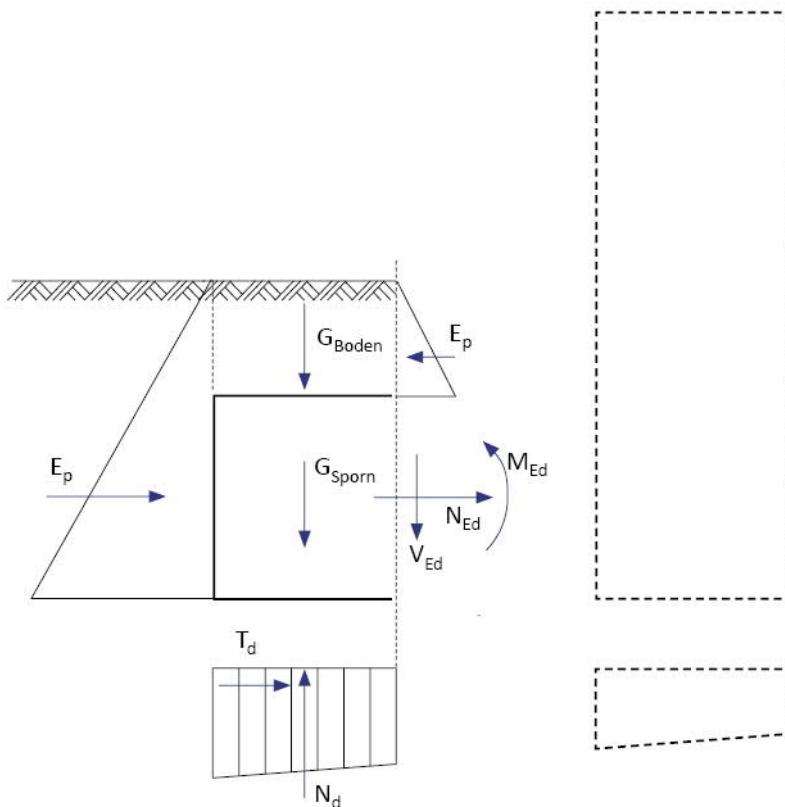 G_Boden
E_p
E_p
G_Sporn
M_Ed
N_Ed
V_Ed
T_d
N_d